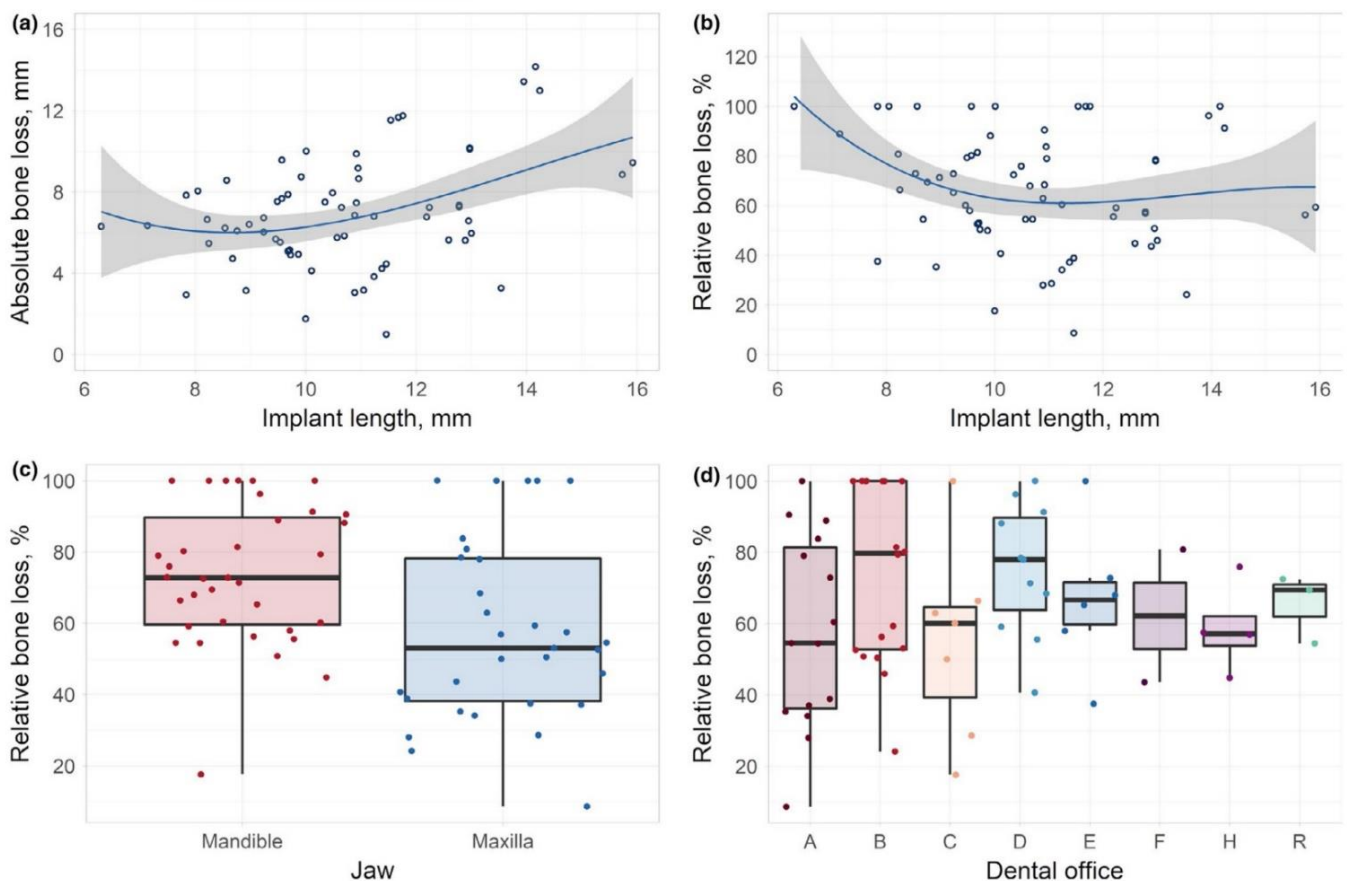 (a)
16
12
8
4
0
Absolute bone loss, mm
6 8 10 12 14 16
Implant length, mm
(b)
120
100
80
60
40
20
0
Relative bone loss, %
6 8 10 12 14 16
Implant length, mm
(c)
100
80
60
40
20
Relative bone loss, %
Mandible Maxilla
Jaw
(d)
100
80
60
40
20
Relative bone loss, %
A B C D E F H R
Dental office